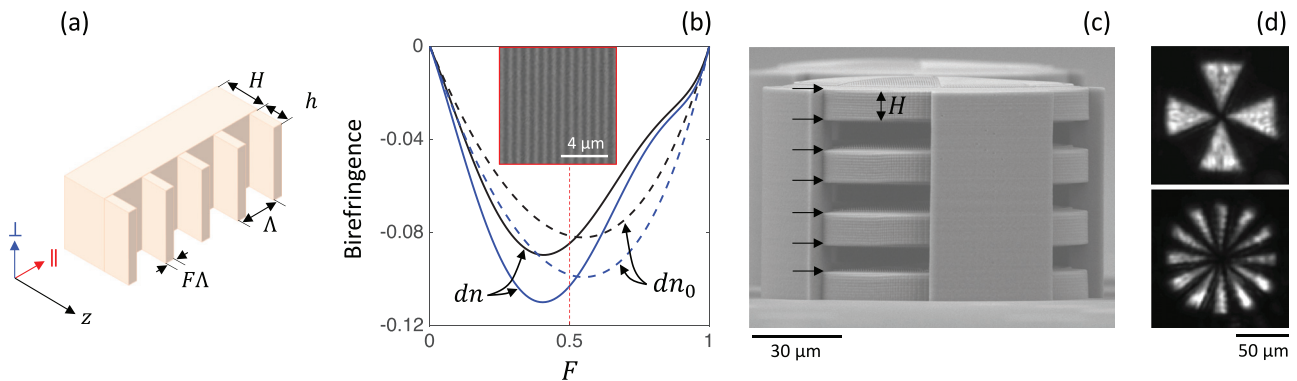 (a)
H
h
Λ
FΛ
⊥
||
z
(b)
Birefringence
0
-0.04
-0.08
-0.12
4 μm
dn
dn₀
0
0.5
1
F
(c)
H
30 μm
(d)
50 μm